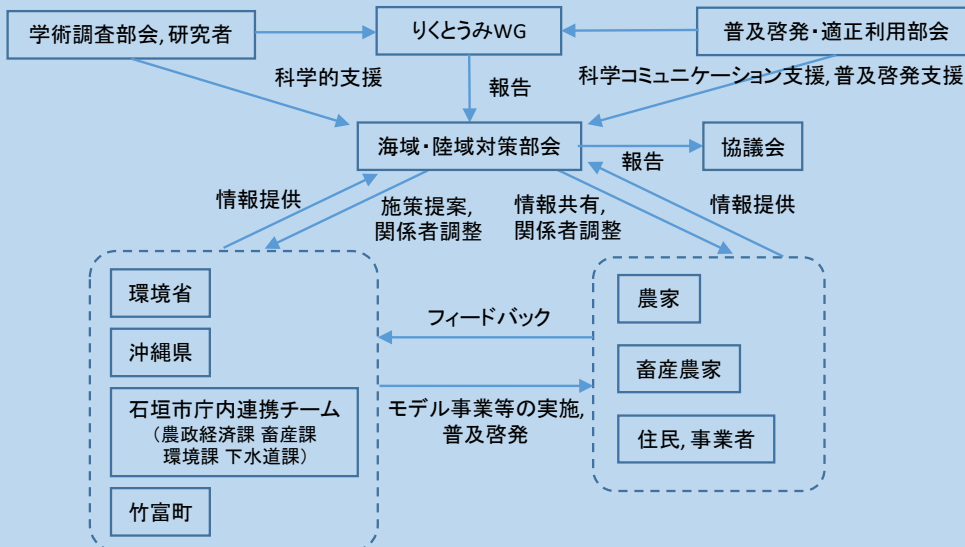 学術調査部会, 研究者
りくとうみWG
普及啓発・適正利用部会
科学的支援
報告
科学コミュニケーション支援, 普及啓発支援
海域・陸域対策部会
報告
協議会
情報提供
施策提案,
関係者調整
情報共有,
関係者調整
情報提供
環境省
沖縄県
石垣市庁内連携チーム
（農政経済課 畜産課
環境課 下水道課）
竹富町
フィードバック
モデル事業等の実施,
普及啓発
農家
畜産農家
住民, 事業者